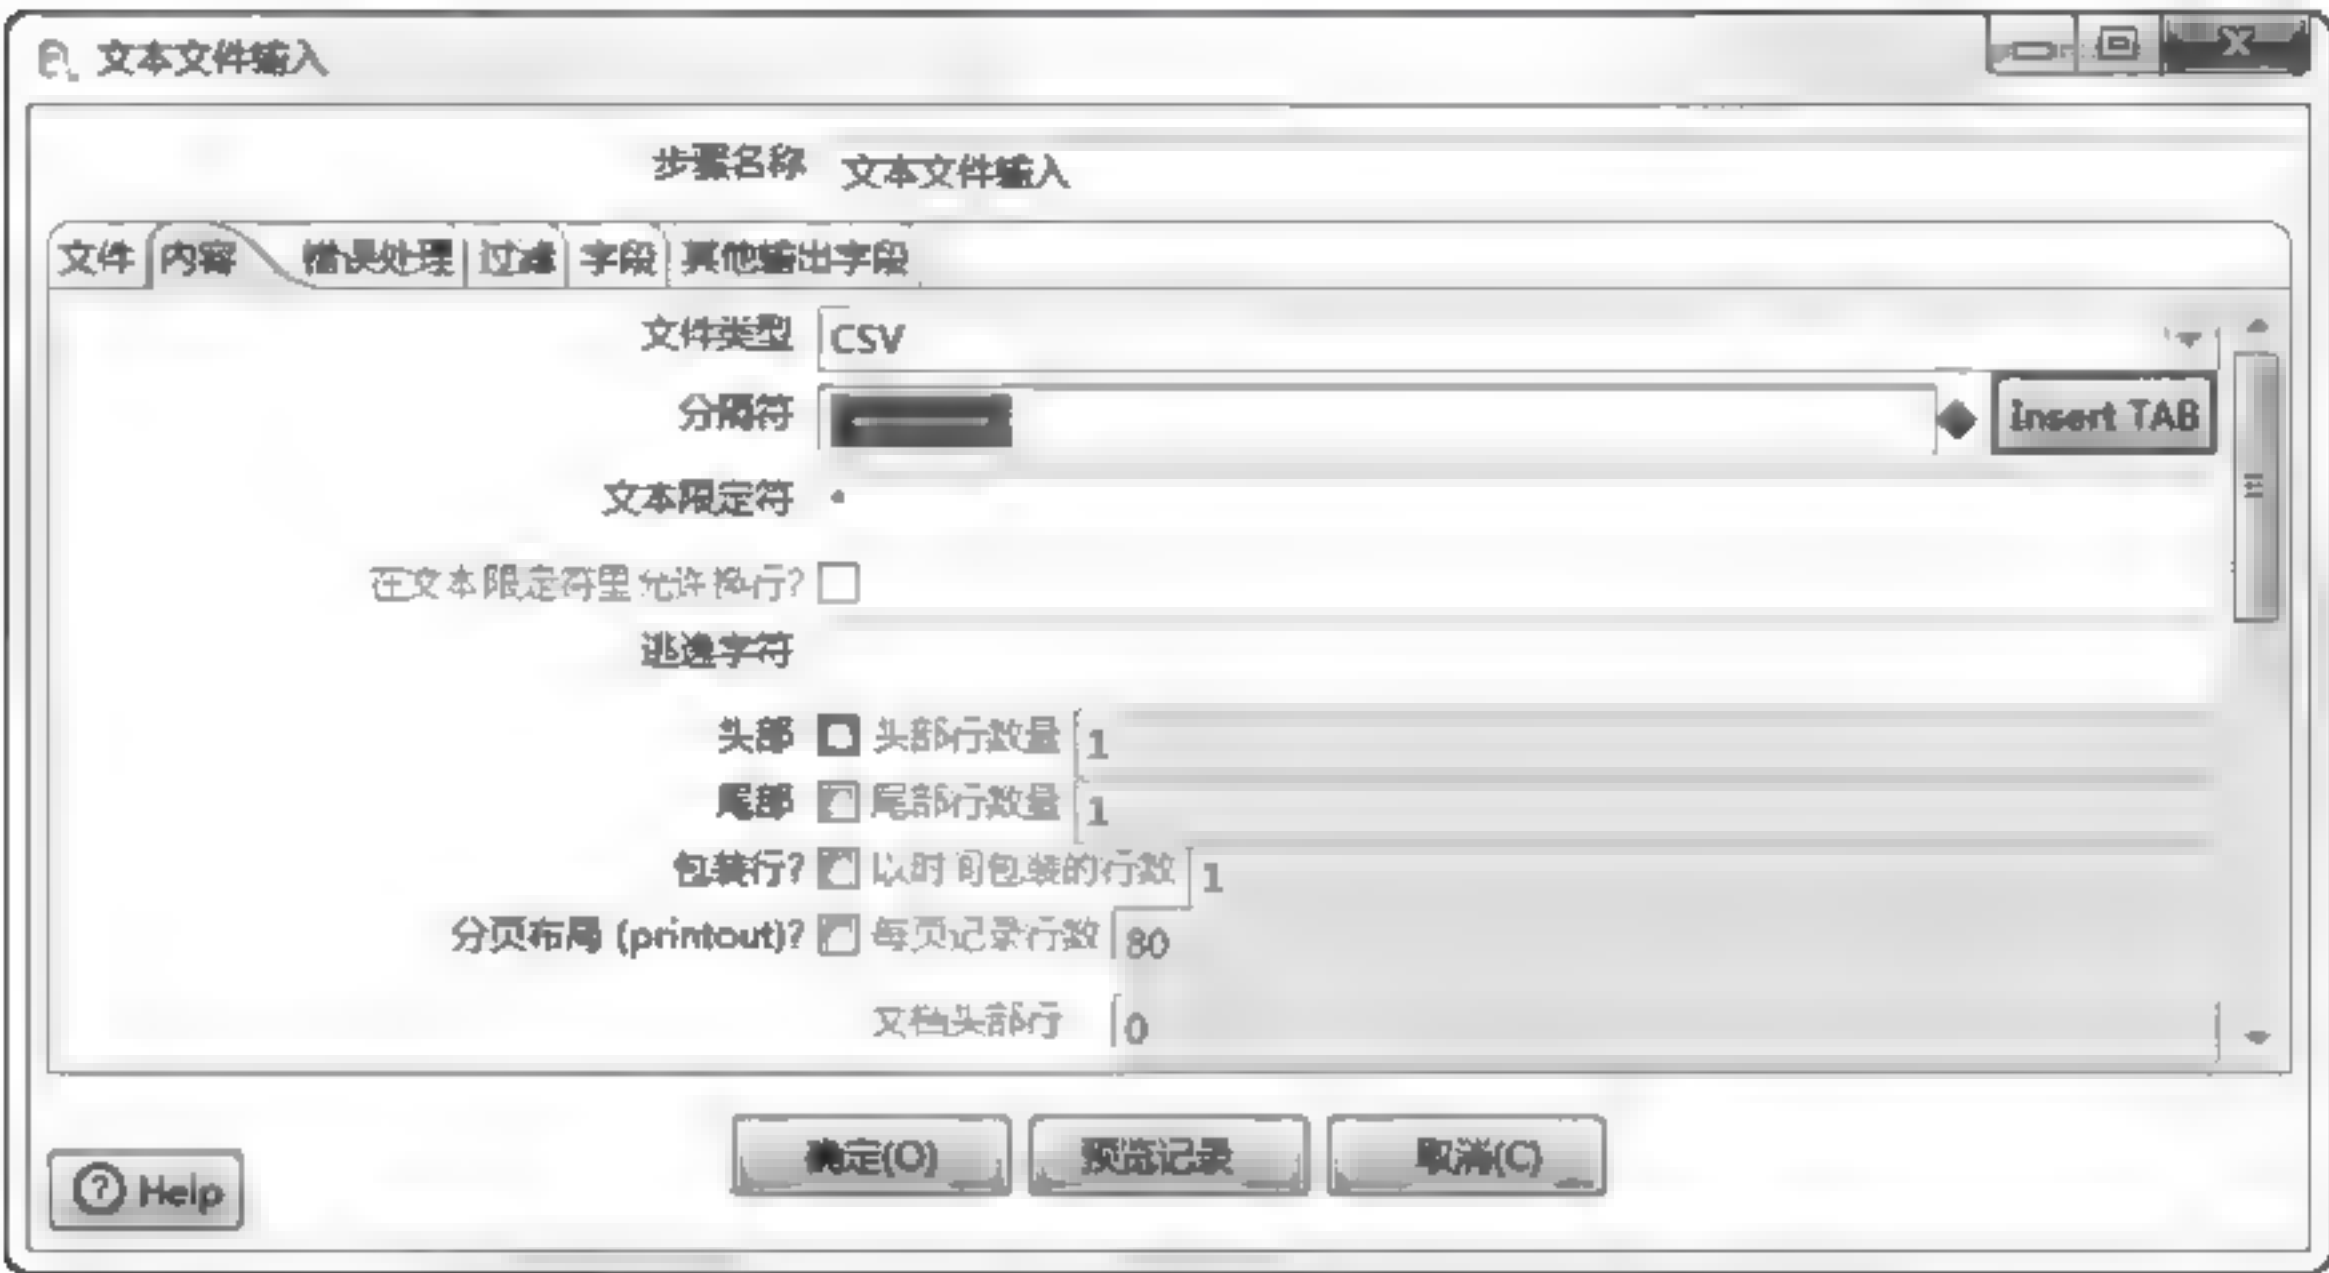 文本文件输入
步骤名称 文本文件输入
文件 内容 错误处理 过滤 字段 其他输出字段
文件类型 CSV
分隔符 Insert TAB
文本限定符
在文本限定符里允许换行?
逃逸字符
头部 头部行数量 1
尾部 尾部行数量 1
包装行? 以时间包装的行数 1
分页布局 (printout)? 每页记录行数 80
文档头部行 0
确定(O) 预览记录 取消(C)
Help